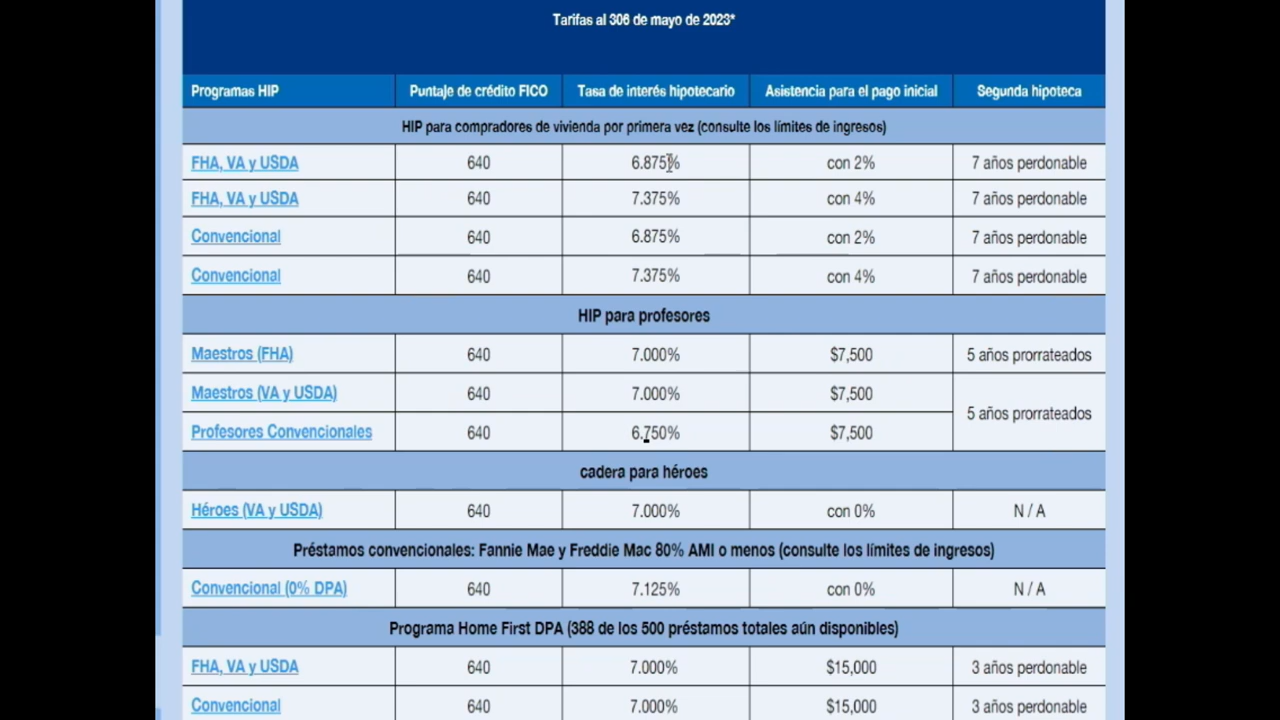 Tarifas al 306 de mayo de 2023*
Programas HIP Puntaje de crédito FICO Tasa de interés hipotecario Asistencia para el pago inicial Segunda hipoteca
HIP para compradores de vivienda por primera vez (consulte los límites de ingresos)
FHA, VA y USDA 640 6.875% con 2% 7 años perdonable
FHA, VA y USDA 640 7.375% con 4% 7 años perdonable
Convencional 640 6.875% con 2% 7 años perdonable
Convencional 640 7.375% con 4% 7 años perdonable
HIP para profesores
Maestros (FHA) 640 7.000% $7,500 5 años prorrateados
Maestros (VA y USDA) 640 7.000% $7,500 5 años prorrateados
Profesores Convencionales 640 6.750% $7,500
cadera para héroes
Héroes (VA y USDA) 640 7.000% con 0% N / A
Préstamos convencionales: Fannie Mae y Freddie Mac 80% AMI o menos (consulte los límites de ingresos)
Convencional (0% DPA) 640 7.125% con 0% N / A
Programa Home First DPA (388 de los 500 préstamos totales aún disponibles)
FHA, VA y USDA 640 7.000% $15,000 3 años perdonable
Convencional 640 7.000% $15,000 3 años perdonable